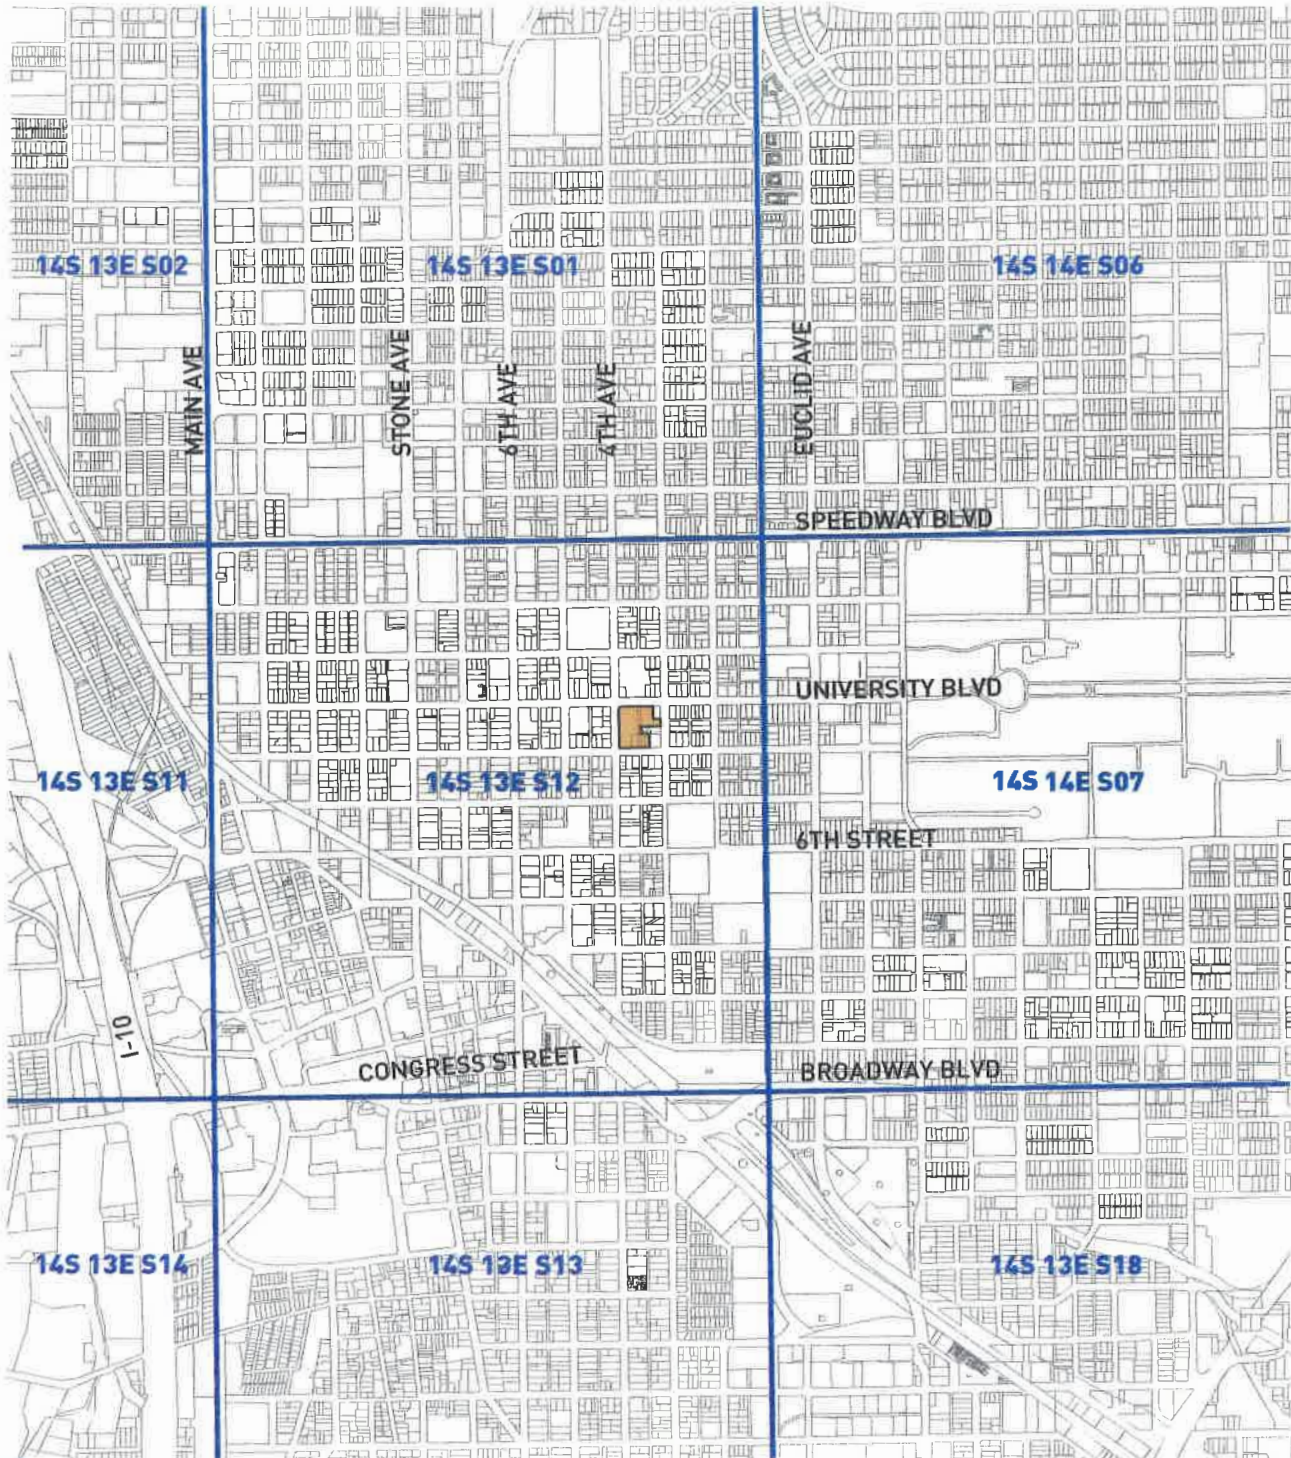 14S 13E S02
14S 13E S01
14S 14E S06
MAIN AVE
STONE AVE
6TH AVE
4TH AVE
EUCLID AVE
SPEEDWAY BLVD
UNIVERSITY BLVD
14S 13E S11
14S 13E S12
14S 14E S07
6TH STREET
I-10
CONGRESS STREET
BROADWAY BLVD
14S 13E S14
14S 13E S13
14S 13E S18